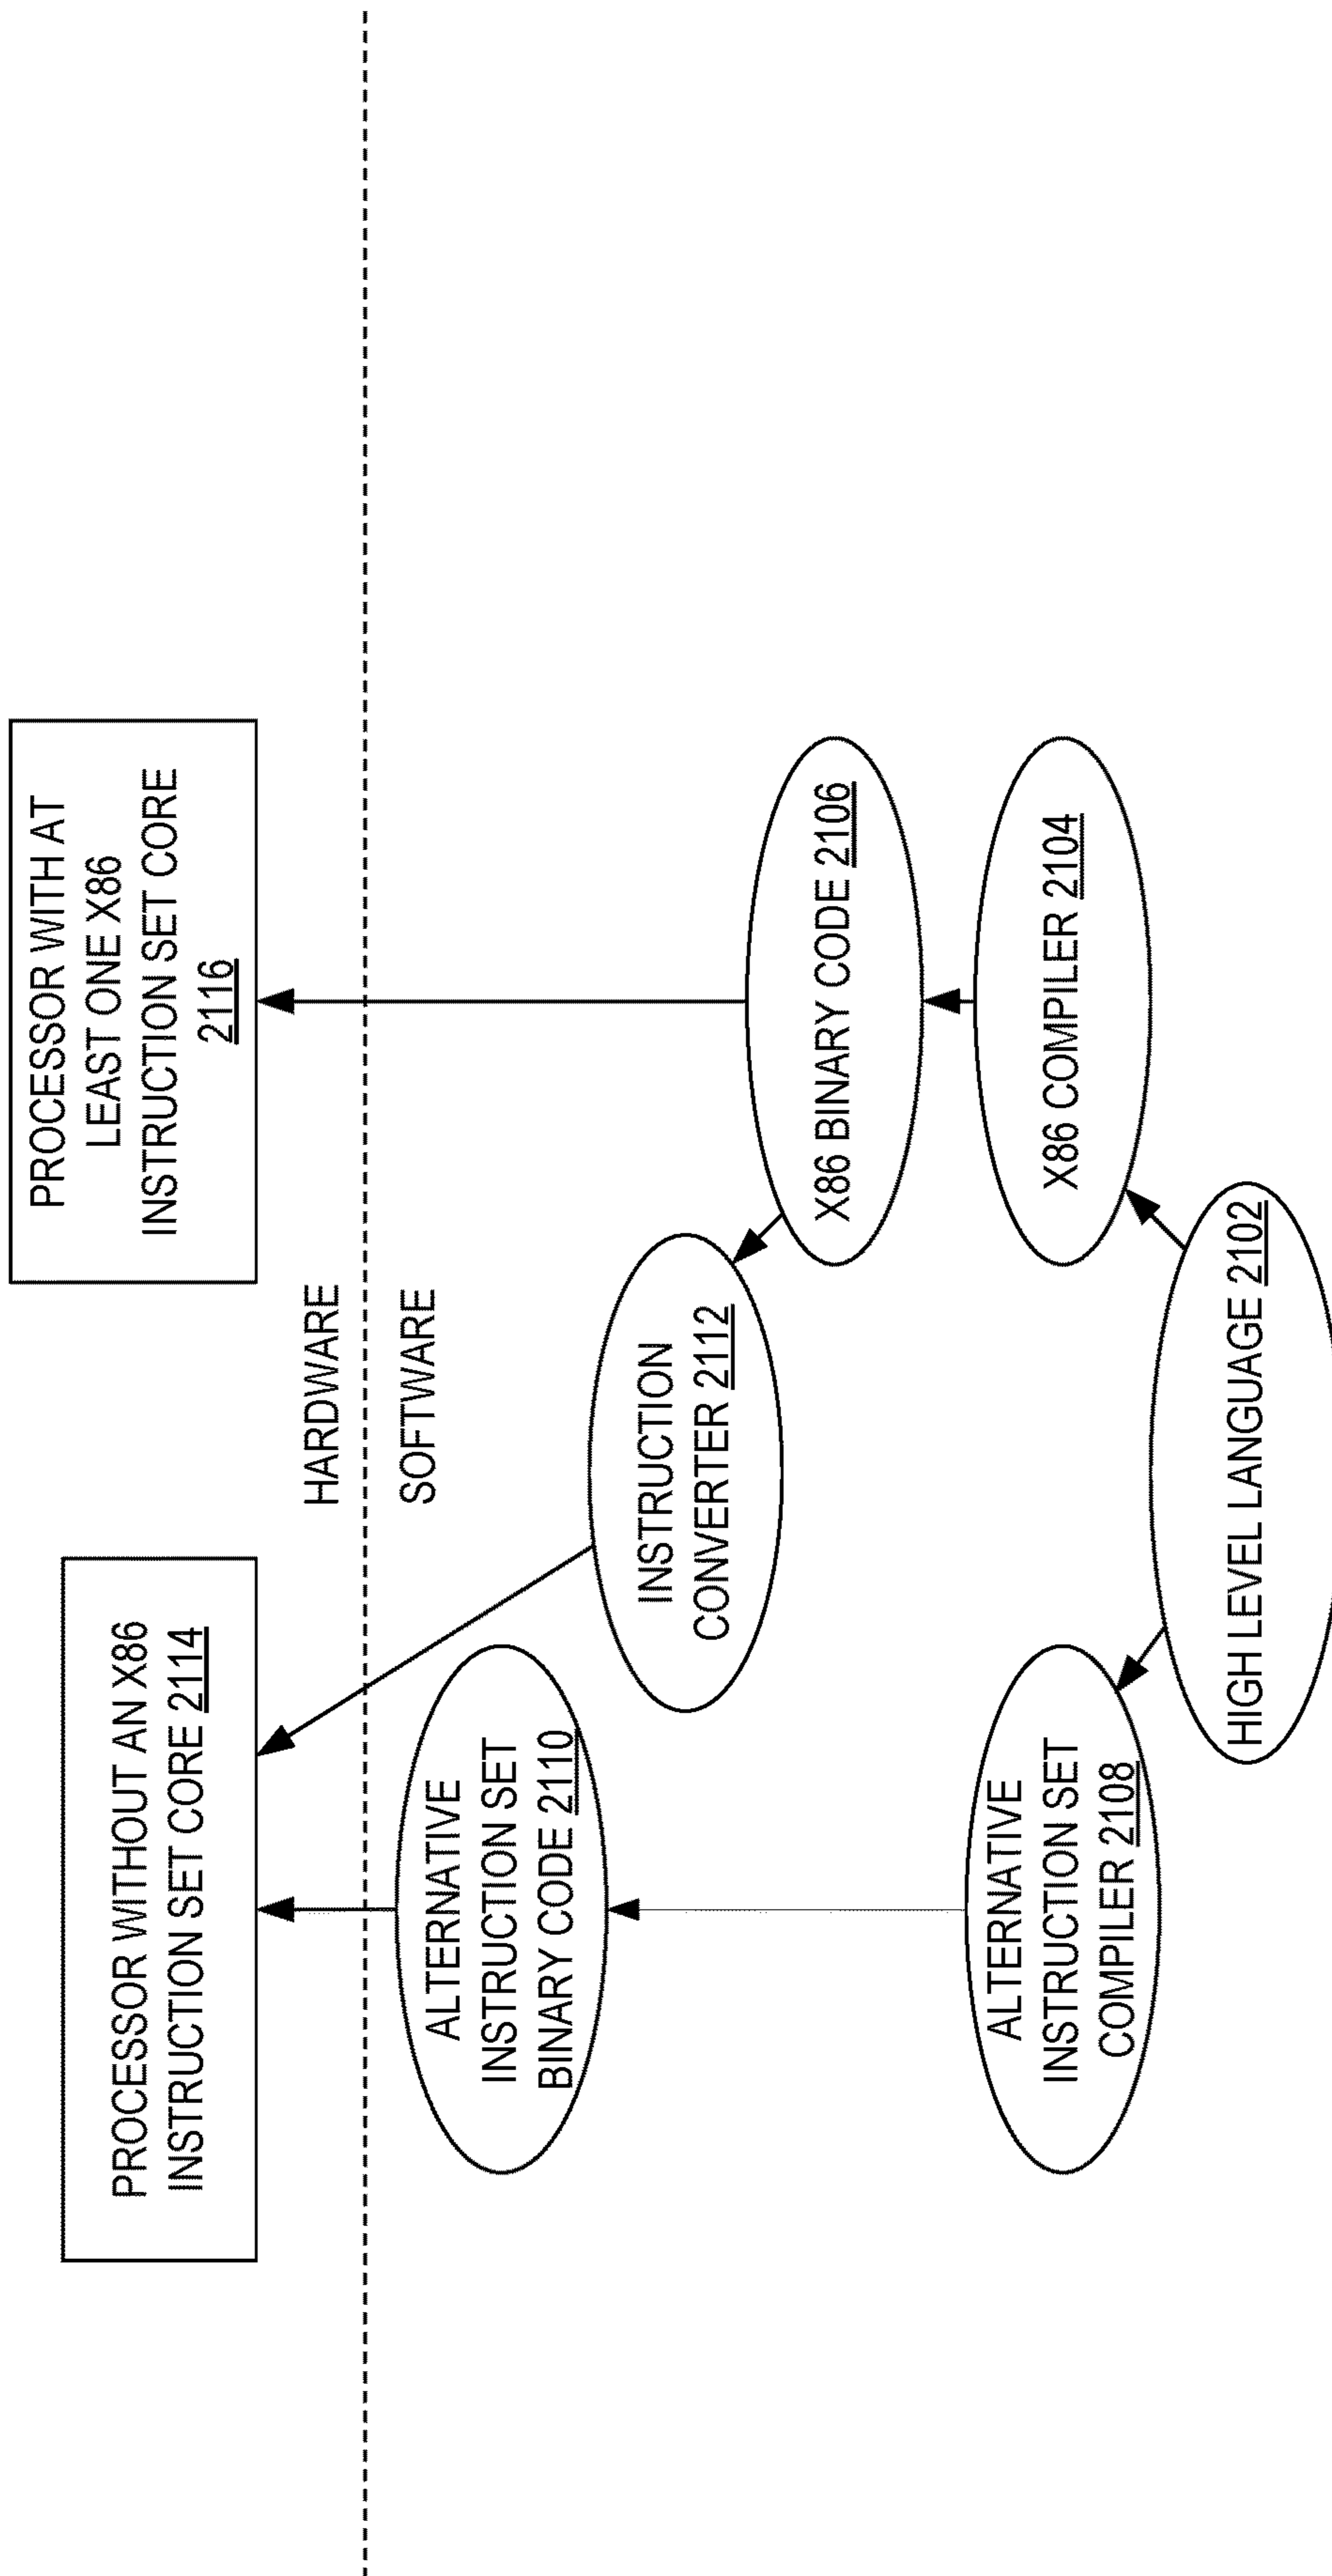 PROCESSOR WITHOUT AN X86
INSTRUCTION SET CORE 2114
PROCESSOR WITH AT
LEAST ONE X86
INSTRUCTION SET CORE
2116
HARDWARE
SOFTWARE
ALTERNATIVE
INSTRUCTION SET
BINARY CODE 2110
INSTRUCTION
CONVERTER 2112
X86 BINARY CODE 2106
ALTERNATIVE
INSTRUCTION SET
COMPILER 2108
X86 COMPILER 2104
HIGH LEVEL LANGUAGE 2102